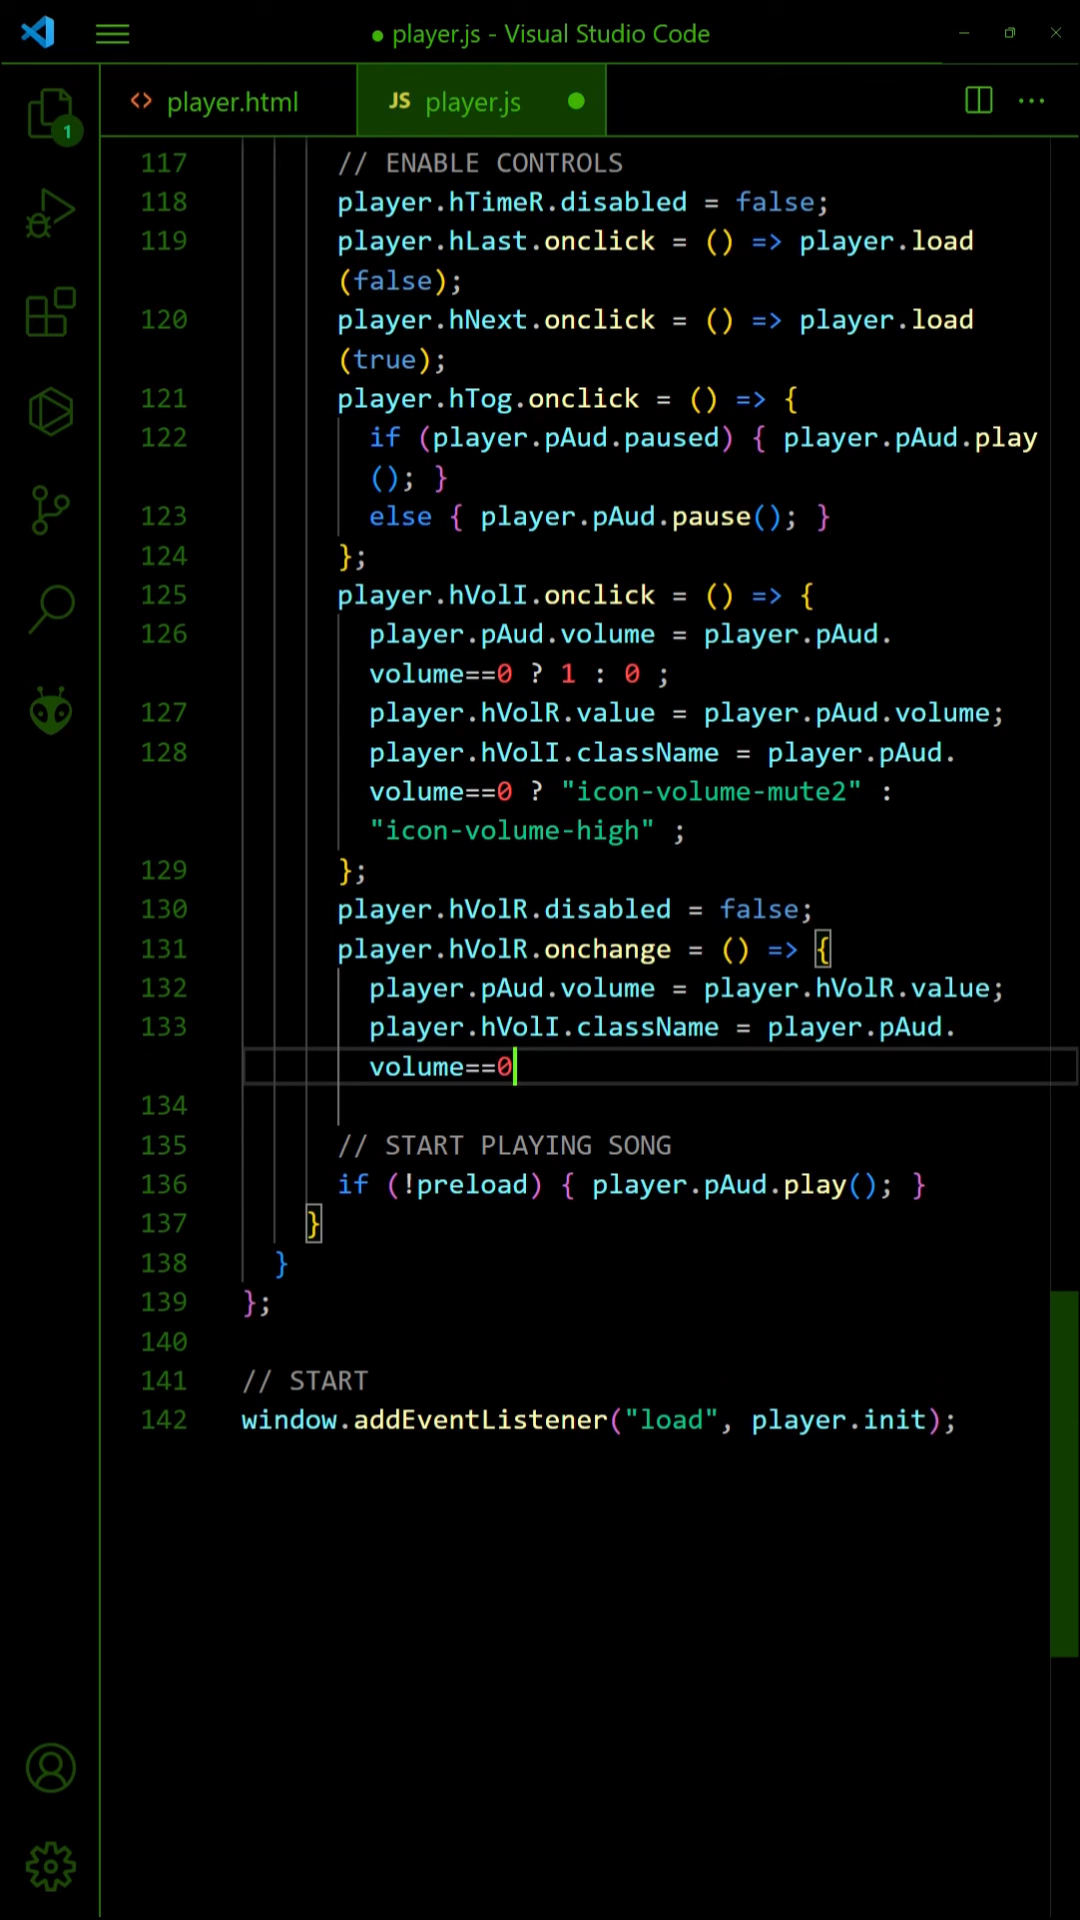 ● player.js - Visual Studio Code
<> player.html JS player.js ●
1
117 // ENABLE CONTROLS
118 player.hTimeR.disabled = false;
119 player.hLast.onclick = () => player.load
(false);
120 player.hNext.onclick = () => player.load
(true);
121 player.hTog.onclick = () => {
122 if (player.pAud.paused) { player.pAud.play
(); }
123 else { player.pAud.pause(); }
124 };
125 player.hVolI.onclick = () => {
126 player.pAud.volume = player.pAud.
volume==0 ? 1 : 0 ;
127 player.hVolR.value = player.pAud.volume;
128 player.hVolI.className = player.pAud.
volume==0 ? "icon-volume-mute2" :
"icon-volume-high" ;
129 };
130 player.hVolR.disabled = false;
131 player.hVolR.onchange = () => {
132 player.pAud.volume = player.hVolR.value;
133 player.hVolI.className = player.pAud.
volume==0
134
135 // START PLAYING SONG
136 if (!preload) { player.pAud.play(); }
137 }
138 }
139 };
140
141 // START
142 window.addEventListener("load", player.init);